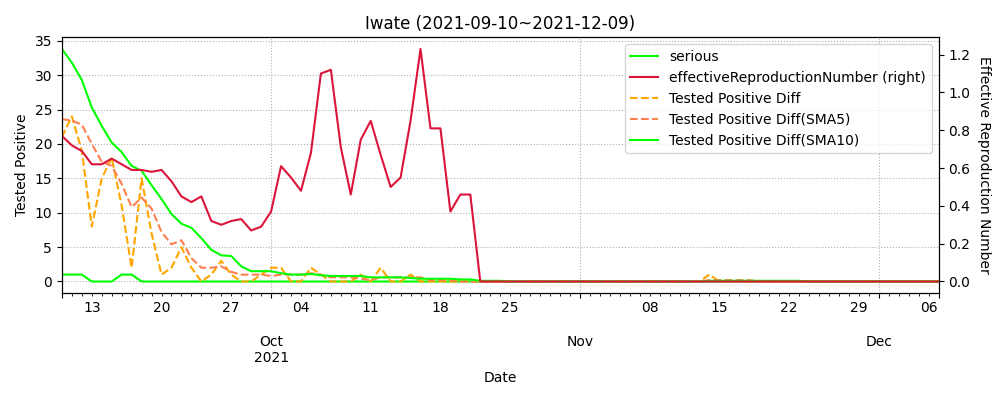 Iwate (2021-09-10~2021-12-09)
35
30
25
20
15
10
5
0
Tested Positive
1.2
1.0
0.8
0.6
0.4
0.2
0.0
Effective Reproduction Number
serious
effectiveReproductionNumber (right)
Tested Positive Diff
Tested Positive Diff(SMA5)
Tested Positive Diff(SMA10)
13 20 27 04 11 18 25 08 15 22 29 06
Oct Nov Dec
2021
Date